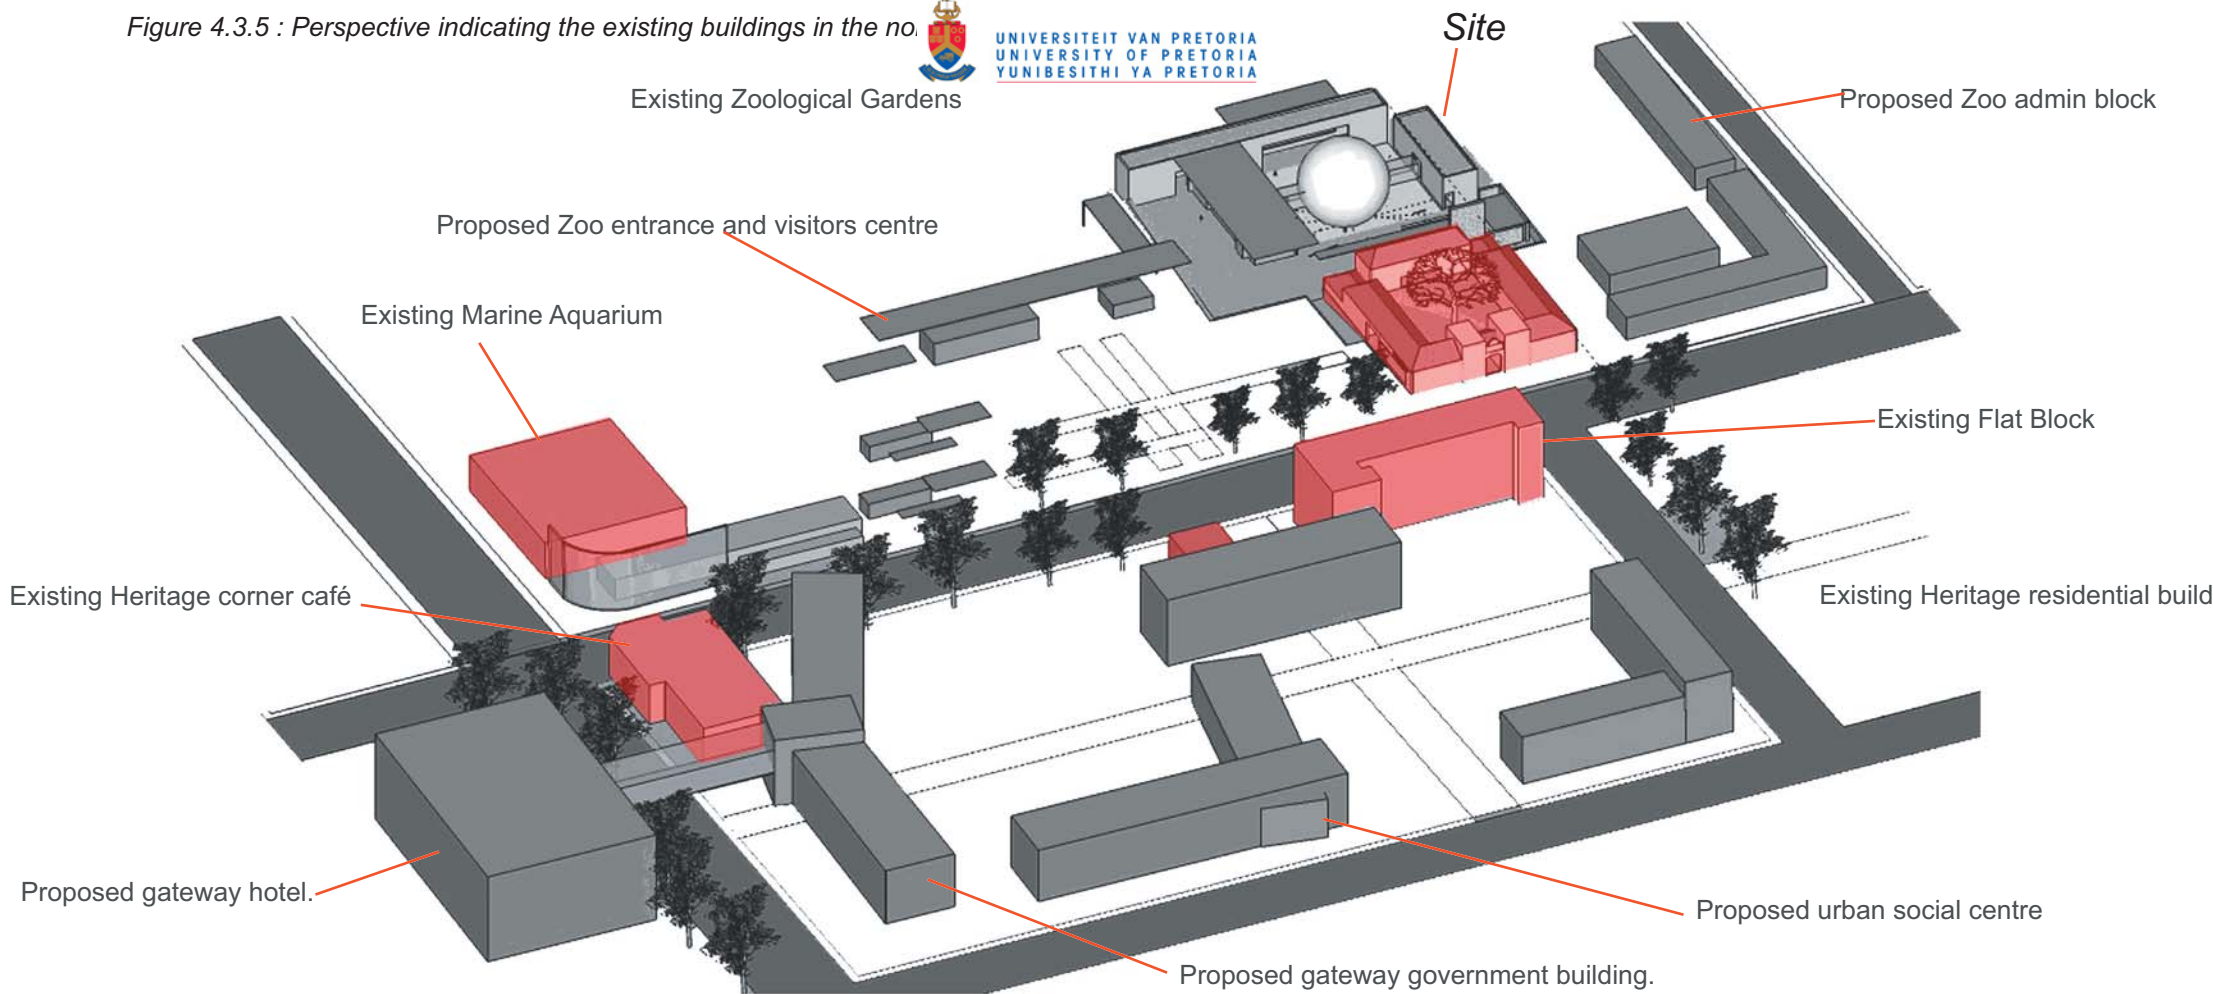 Figure 4.3.5 : Perspective indicating the existing buildings in the
UNIVERSITEIT VAN PRETORIA
UNIVERSITY OF PRETORIA
YUNIBESITHI YA PRETORIA
Site
Existing Zoological Gardens
Proposed Zoo admin block
Proposed Zoo entrance and visitors centre
Existing Marine Aquarium
Existing Flat Block
Existing Heritage corner café
Existing Heritage residential build
Proposed gateway hotel.
Proposed urban social centre
Proposed gateway government building.